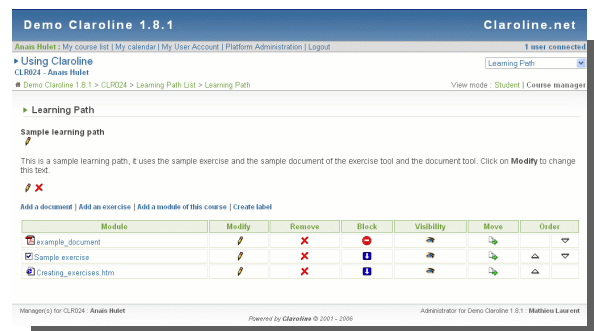 Demo Claroline 1.8.1 Claroline.net
Anais Hulet : My course list | My calendar | My User Account | Platform Administration | Logout 1 user connected
Using Claroline Learning Path
CLR024 - Anais Hulet
Demo Claroline 1.8.1 > CLR024 > Learning Path List > Learning Path View mode : Student | Course manager
Learning Path
Sample learning path
This is a sample learning path, it uses the sample exercise and the sample document of the exercise tool and the document tool. Click on Modify to change
this text.
Add a document | Add an exercise | Add a module of this course | Create label
Module Modify Remove Block Visibility Move Order
example_document
Sample exercise
Creating_exercises.htm
Manager(s) for CLR024 : Anais Hulet Administrator for Demo Claroline 1.8.1 : Mathieu Laurent
Powered by Claroline © 2001 - 2006